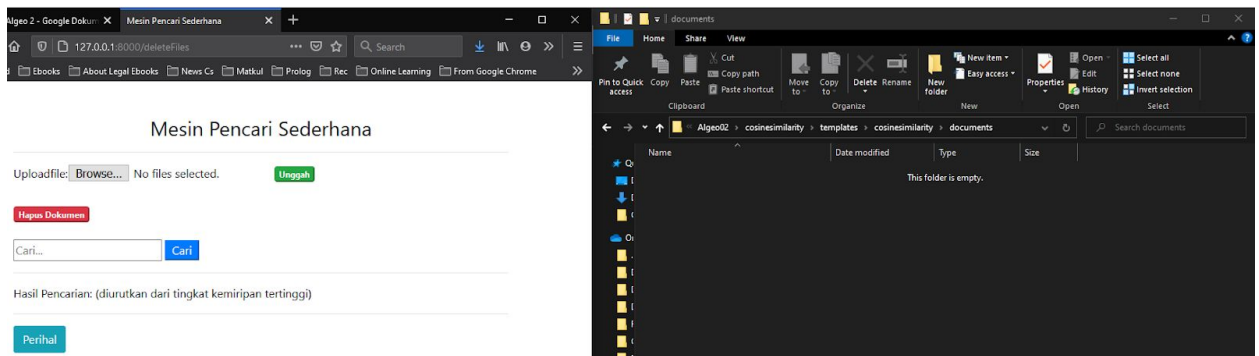 Algeo 2 - Google Dokum
Mesin Pencari Sederhana
127.0.0.1:8000/deleteFiles
Search
Ebooks About Legal Ebooks News Cs Matkul Prolog Rec Online Learning From Google Chrome
Mesin Pencari Sederhana
Uploadfile: Browse... No files selected. Unggah
Hapus Dokumen
Cari... Cari
Hasil Pencarian: (diurutkan dari tingkat kemiripan tertinggi)
Perihal
documents
File Home Share View
Pin to Quick access
Copy
Paste
Cut
Copy path
Paste shortcut
Move to
Copy to
Delete
Rename
New folder
New item
Easy access
Properties
Open
Edit
History
Select all
Select none
Invert selection
Clipboard Organize New Open Select
« Algeo02 › cosinesimilarity › templates › cosinesimilarity › documents
Search documents
Name Date modified Type Size
This folder is empty.